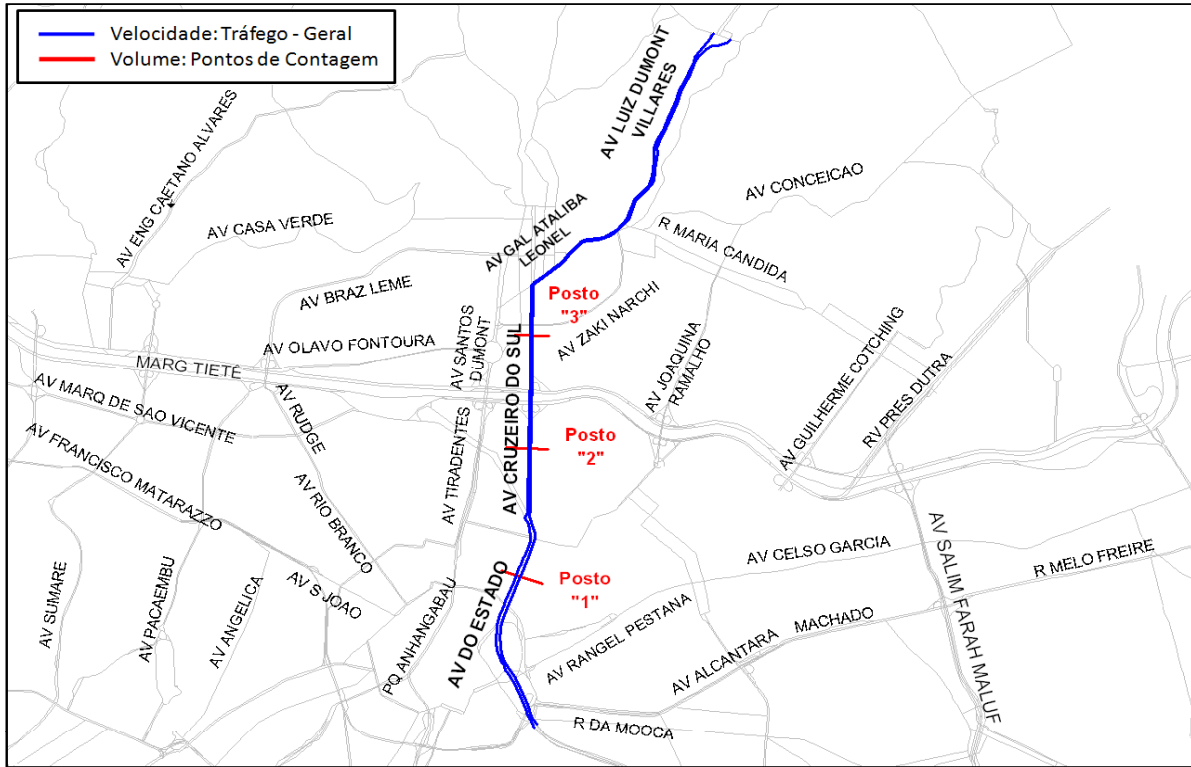 Velocidade: Tráfego - Geral
Volume: Pontos de Contagem
AV LUIZ DUMONT
VILLARES
AV ENG CAETANO ALVARES
AV CONCEICAO
AV CASA VERDE
AV GAL ATALIBA
LEONEL
R MARIA CANDIDA
AV BRAZ LEME
Posto
"3"
AV ZAKI NARCHI
AV OLAVO FONTOURA
AV SANTOS
DUMONT
MARG TIETÊ
AV CRUZEIRO DO SUL
AV JOAQUINA
RAMALHO
AV GUILHERME COTCHING
RV PRES DUTRA
AV MARQ DE SAO VICENTE
AV RUDGE
AV FRANCISCO MATARAZZO
AV TIRADENTES
Posto
"2"
AV RIO BRANCO
AV SALIM FARAH MALUF
AV CELSO GARCIA
R MELO FREIRE
AV SUMARE
AV PACAEMBU
AV ANGELICA
AV S JOAO
PQ ANHANGABAU
AV DO ESTADO
Posto
"1"
AV RANGEL PESTANA
AV ALCANTARA MACHADO
R DA MOOCA